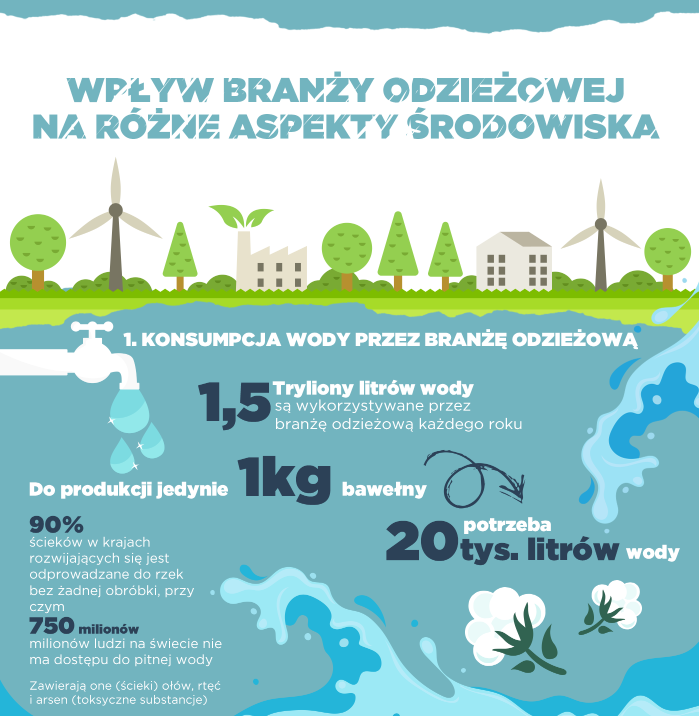 WPŁYW BRANŻY ODZIEŻOWEJ
NA RÓŻNE ASPEKTY ŚRODOWISKA
1. KONSUMPCJA WODY PRZEZ BRANŻĘ ODZIEŻOWĄ
1,5 Tryliony litrów wody
są wykorzystywane przez
branżę odzieżową każdego roku
Do produkcji jedynie 1kg bawełny
potrzeba
20 tys. litrów wody
90%
ścieków w krajach
rozwijających się jest
odprowadzane do rzek
bez żadnej obróbki, przy
czym
750 milionów
milionów ludzi na świecie nie
ma dostępu do pitnej wody
Zawierają one (ścieki) ołów, rtęć
i arsen (toksyczne substancje)